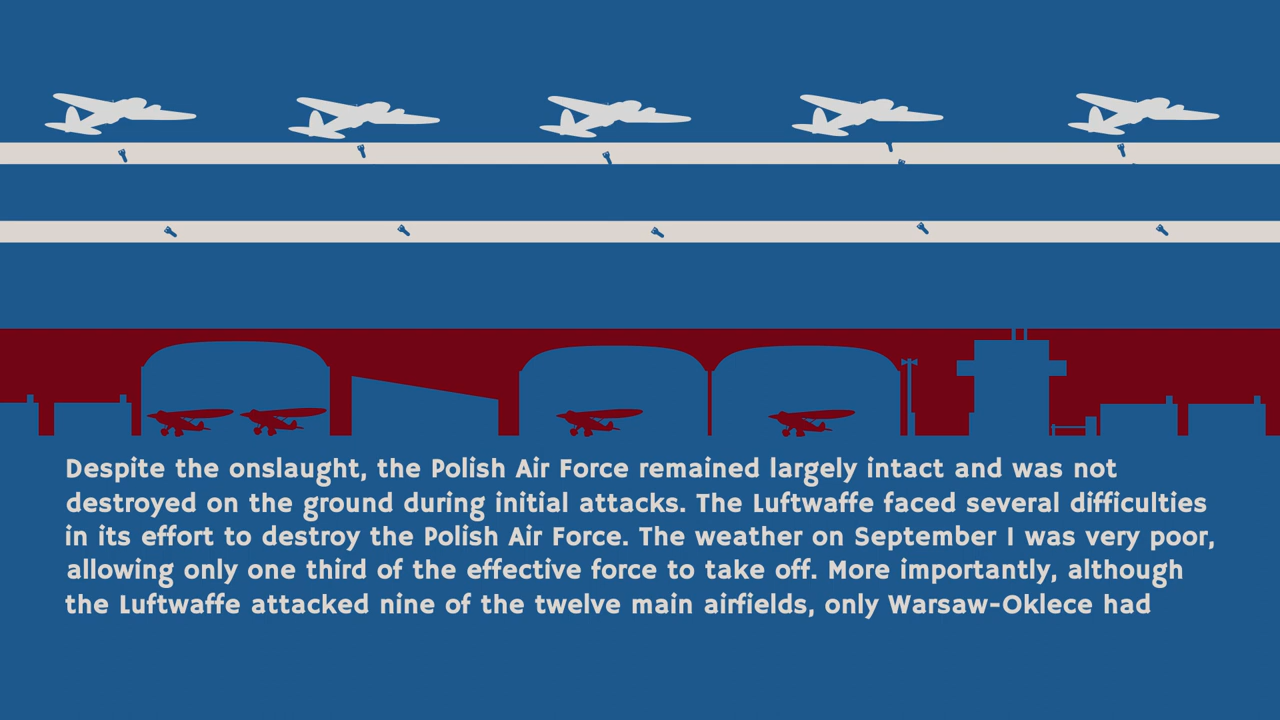 Despite the onslaught, the Polish Air Force remained largely intact and was not
destroyed on the ground during initial attacks. The Luftwaffe faced several difficulties
in its effort to destroy the Polish Air Force. The weather on September 1 was very poor,
allowing only one third of the effective force to take off. More importantly, although
the Luftwaffe attacked nine of the twelve main airfields, only Warsaw-Oklece had